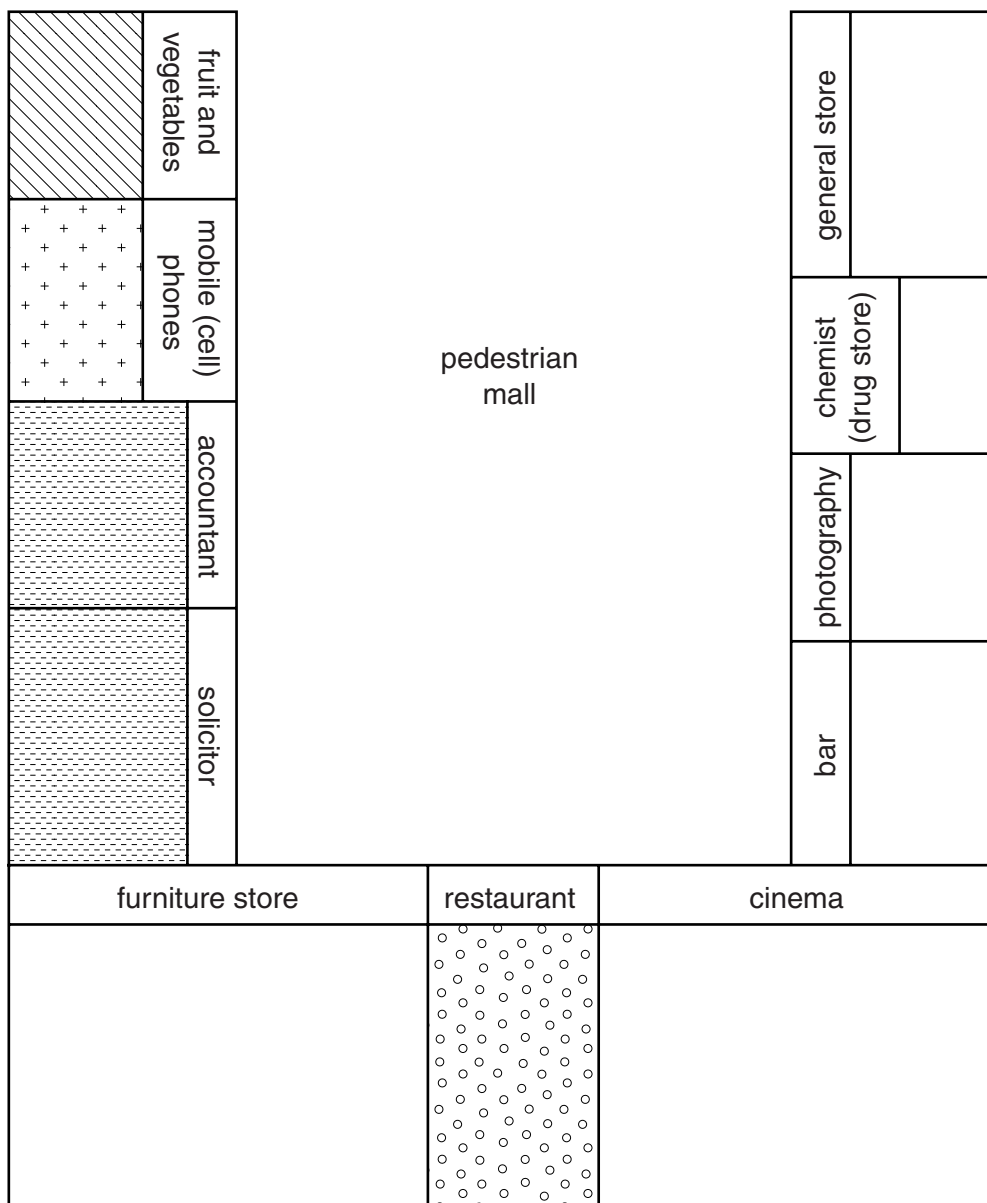 fruit and
vegetables
mobile (cell)
phones
accountant
solicitor
pedestrian
mall
general store
chemist
(drug store)
photography
bar
furniture store
restaurant
cinema